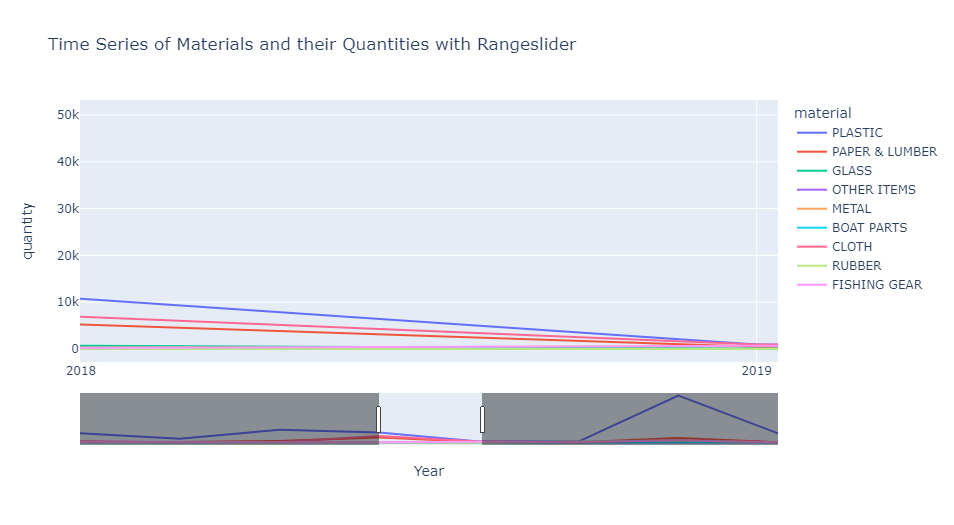 Time Series of Materials and their Quantities with Rangeslider
material
PLASTIC
PAPER & LUMBER
GLASS
OTHER ITEMS
METAL
BOAT PARTS
CLOTH
RUBBER
FISHING GEAR
quantity
50k
40k
30k
20k
10k
0
2018
2019
Year